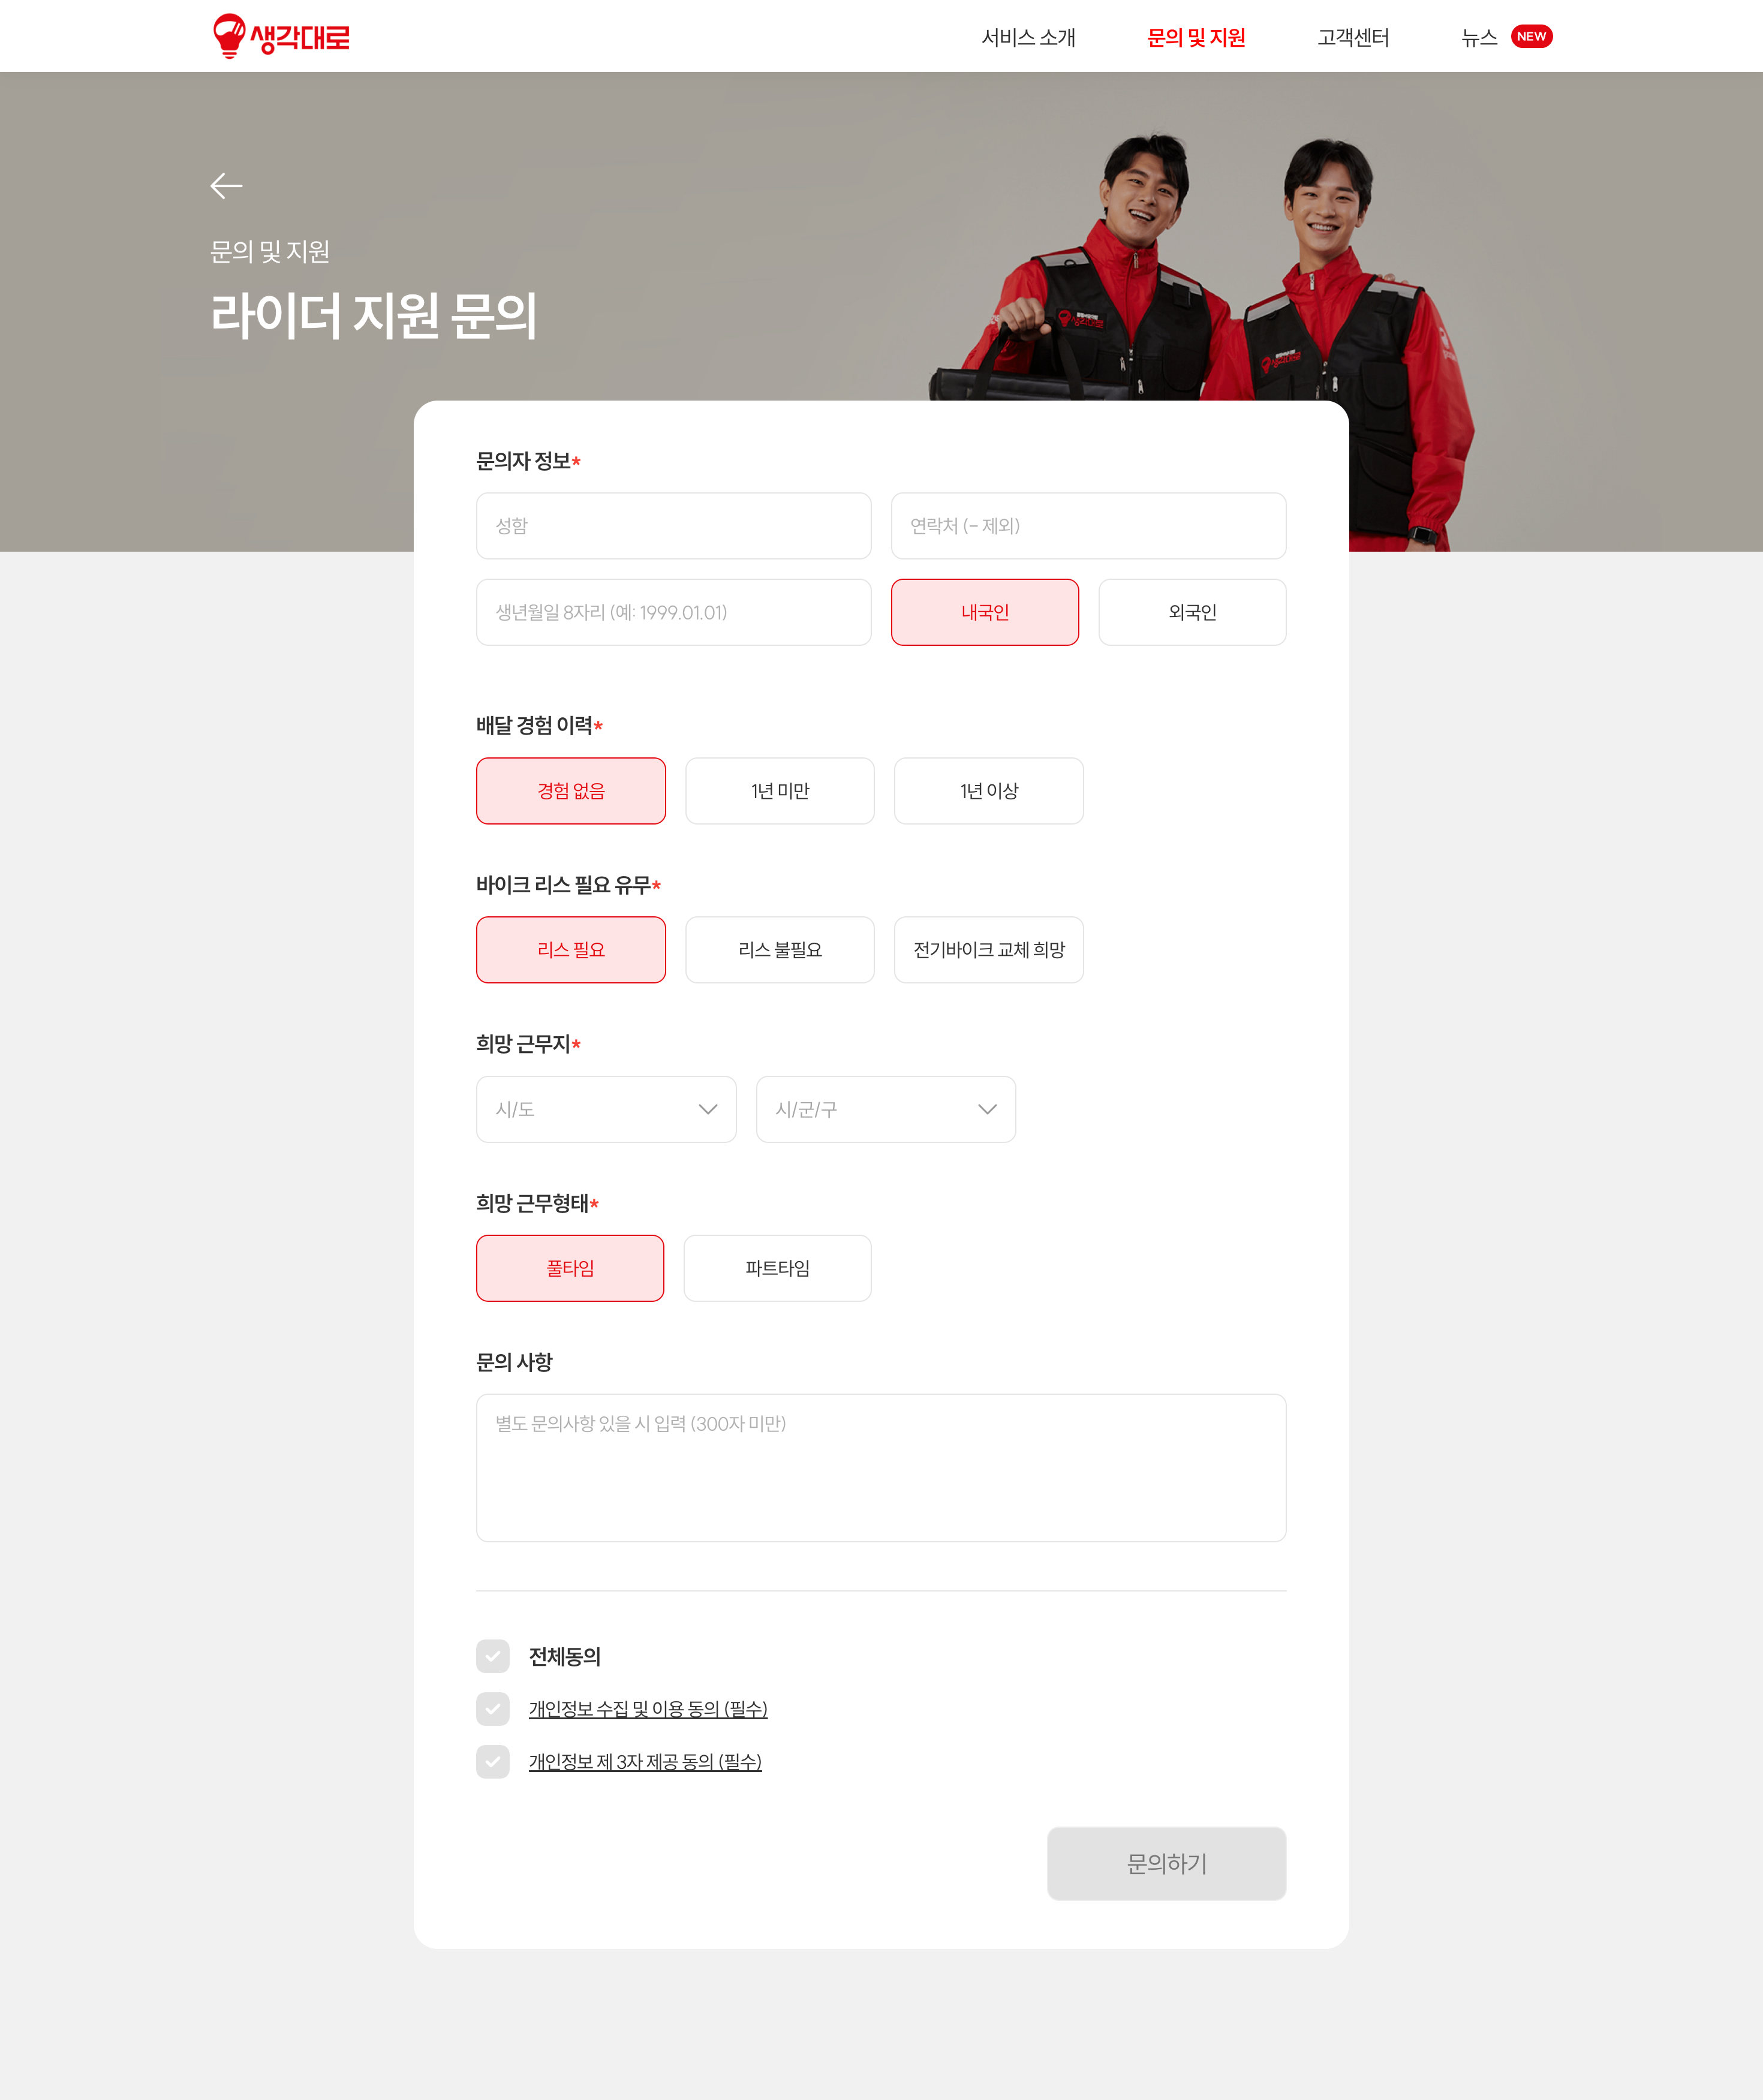 생각대로
서비스 소개
문의 및 지원
고객센터
뉴스 NEW
문의 및 지원
라이더 지원 문의
생각대로
생각대로
문의자 정보*
성함
연락처 (- 제외)
생년월일 8자리 (예: 1999.01.01)
내국인
외국인
배달 경험 이력*
경험 없음
1년 미만
1년 이상
바이크 리스 필요 유무*
리스 필요
리스 불필요
전기바이크 교체 희망
희망 근무지*
시/도
시/군/구
희망 근무형태*
풀타임
파트타임
문의 사항
별도 문의사항 있을 시 입력 (300자 미만)
전체동의
개인정보 수집 및 이용 동의 (필수)
개인정보 제 3자 제공 동의 (필수)
문의하기